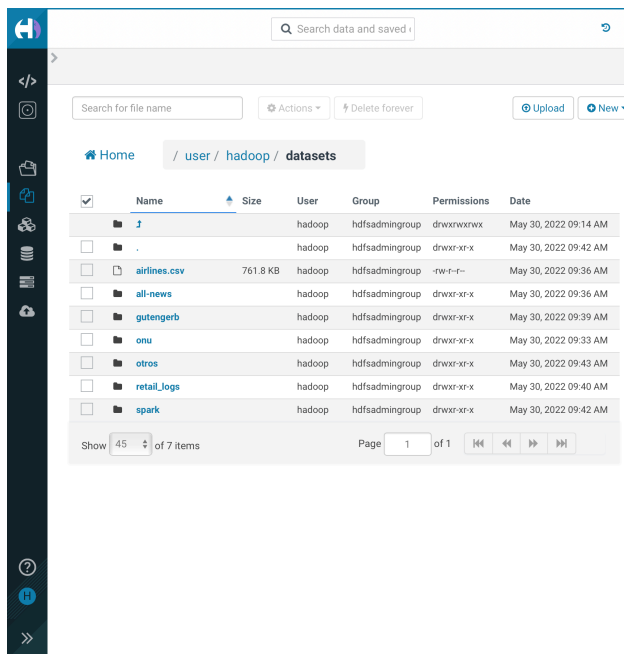 Search data and saved
Search for file name Actions Delete forever Upload New
Home / user / hadoop / datasets
Name Size User Group Permissions Date
hadoop hdfsadmingroup drwxrwxrwx May 30, 2022 09:14 AM
. hadoop hdfsadmingroup drwxr-xr-x May 30, 2022 09:42 AM
airlines.csv 761.8 KB hadoop hdfsadmingroup -rw-r--r-- May 30, 2022 09:36 AM
all-news hadoop hdfsadmingroup drwxr-xr-x May 30, 2022 09:36 AM
gutengerb hadoop hdfsadmingroup drwxr-xr-x May 30, 2022 09:39 AM
onu hadoop hdfsadmingroup drwxr-xr-x May 30, 2022 09:33 AM
otros hadoop hdfsadmingroup drwxr-xr-x May 30, 2022 09:43 AM
retail_logs hadoop hdfsadmingroup drwxr-xr-x May 30, 2022 09:40 AM
spark hadoop hdfsadmingroup drwxr-xr-x May 30, 2022 09:42 AM
Show 45 of 7 items Page 1 of 1
H